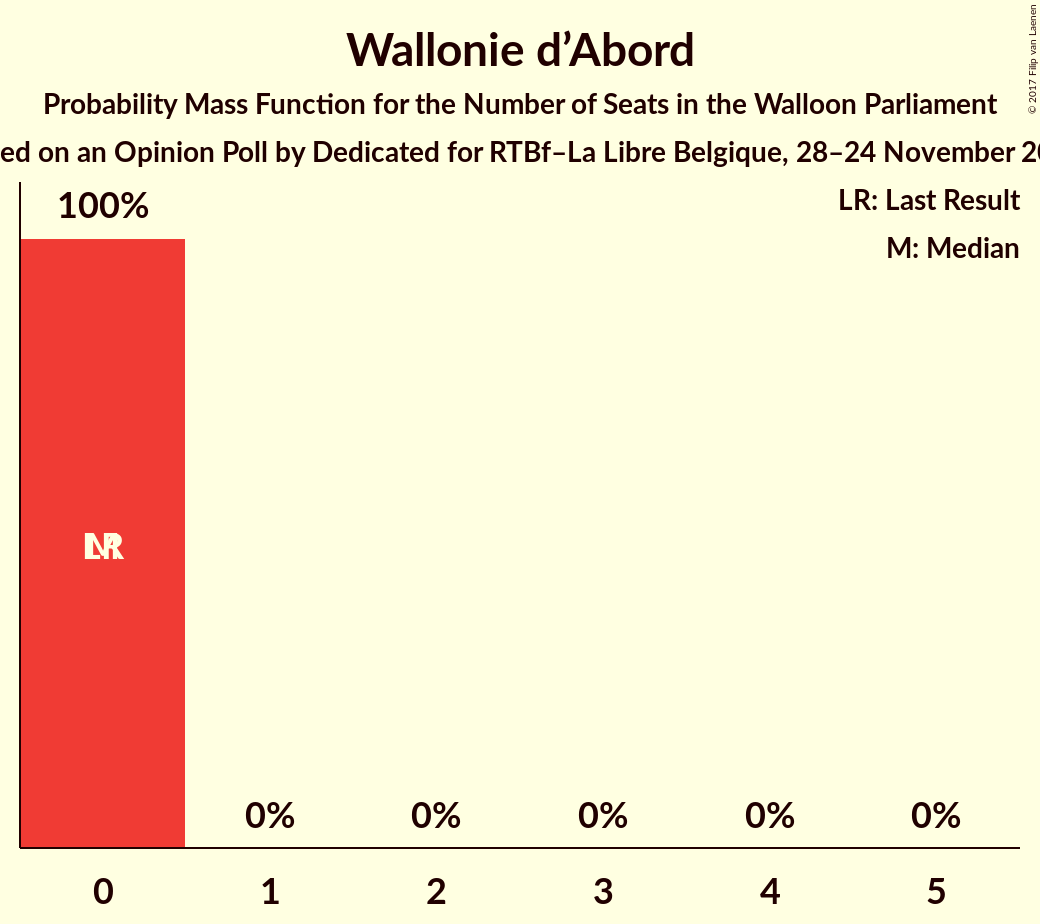 Wallonie d’Abord
Probability Mass Function for the Number of Seats in the Walloon Parliament
ed on an Opinion Poll by Dedicated for RTBf–La Libre Belgique, 28–24 November 20
© 2017 Filip van Laenen
LR: Last Result
M: Median
100%
LR
M
0% 0% 0% 0% 0%
0 1 2 3 4 5